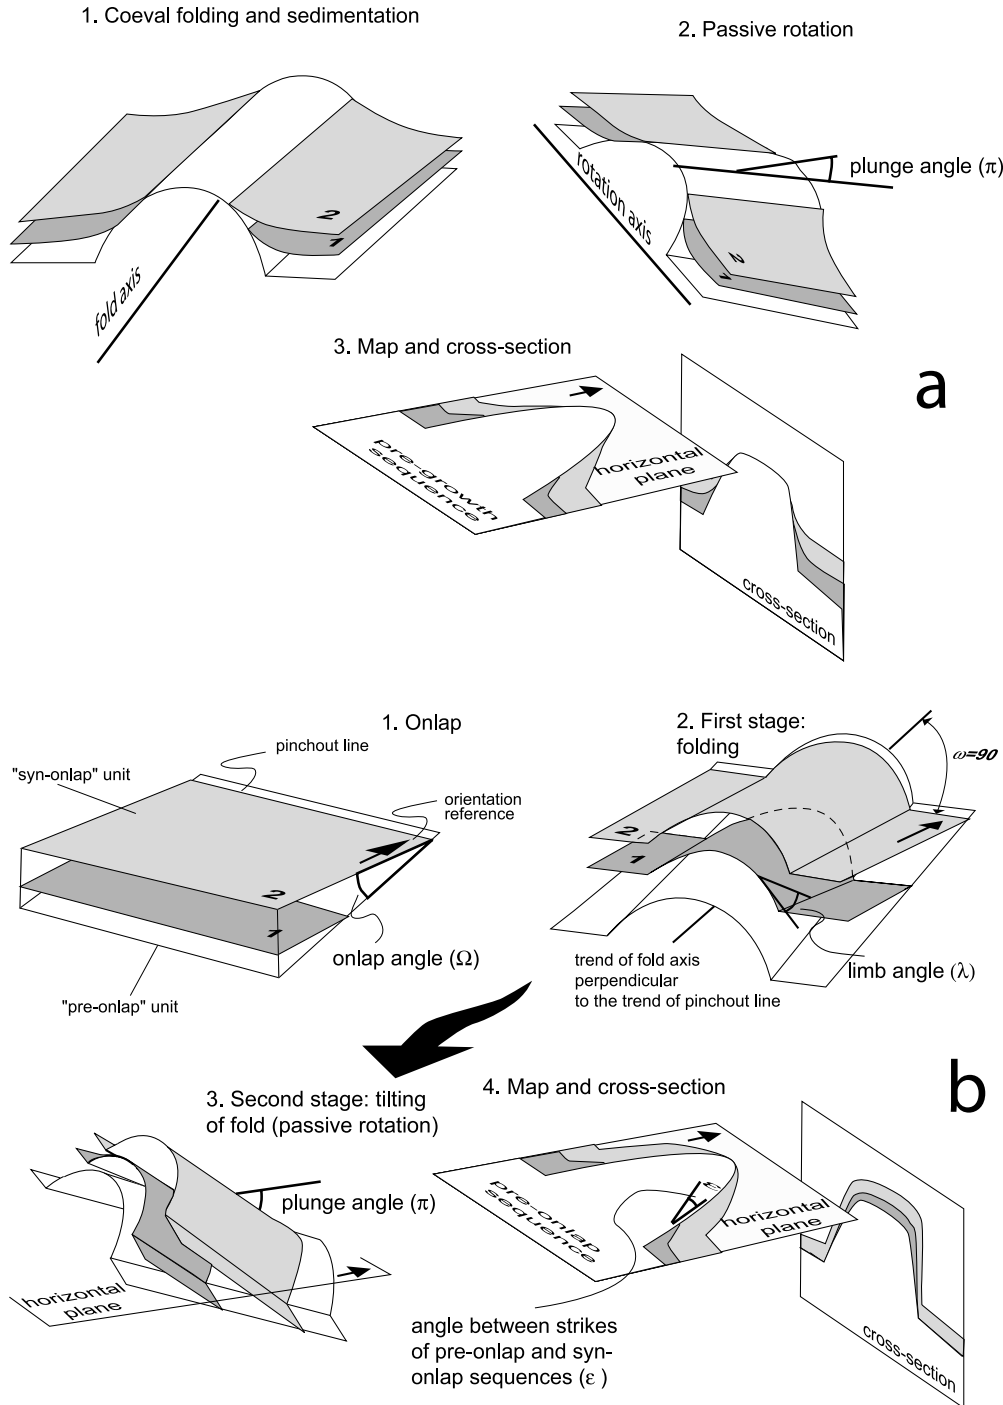 1. Coeval folding and sedimentation
2. Passive rotation
2
1
fold axis
rotation axis
plunge angle (π)
2
1
3. Map and cross-section
a
pre-growth
sequence
horizontal
plane
cross-section
1. Onlap
pinchout line
"syn-onlap" unit
orientation
reference
2
1
onlap angle (Ω)
"pre-onlap" unit
2. First stage:
folding
ω=90
2
1
trend of fold axis
perpendicular
to the trend of pinchout line
limb angle (λ)
b
3. Second stage: tilting
of fold (passive rotation)
plunge angle (π)
horizontal
plane
4. Map and cross-section
pre-onlap
sequence
ε
horizontal
plane
cross-section
angle between strikes
of pre-onlap and syn-
onlap sequences (ε )